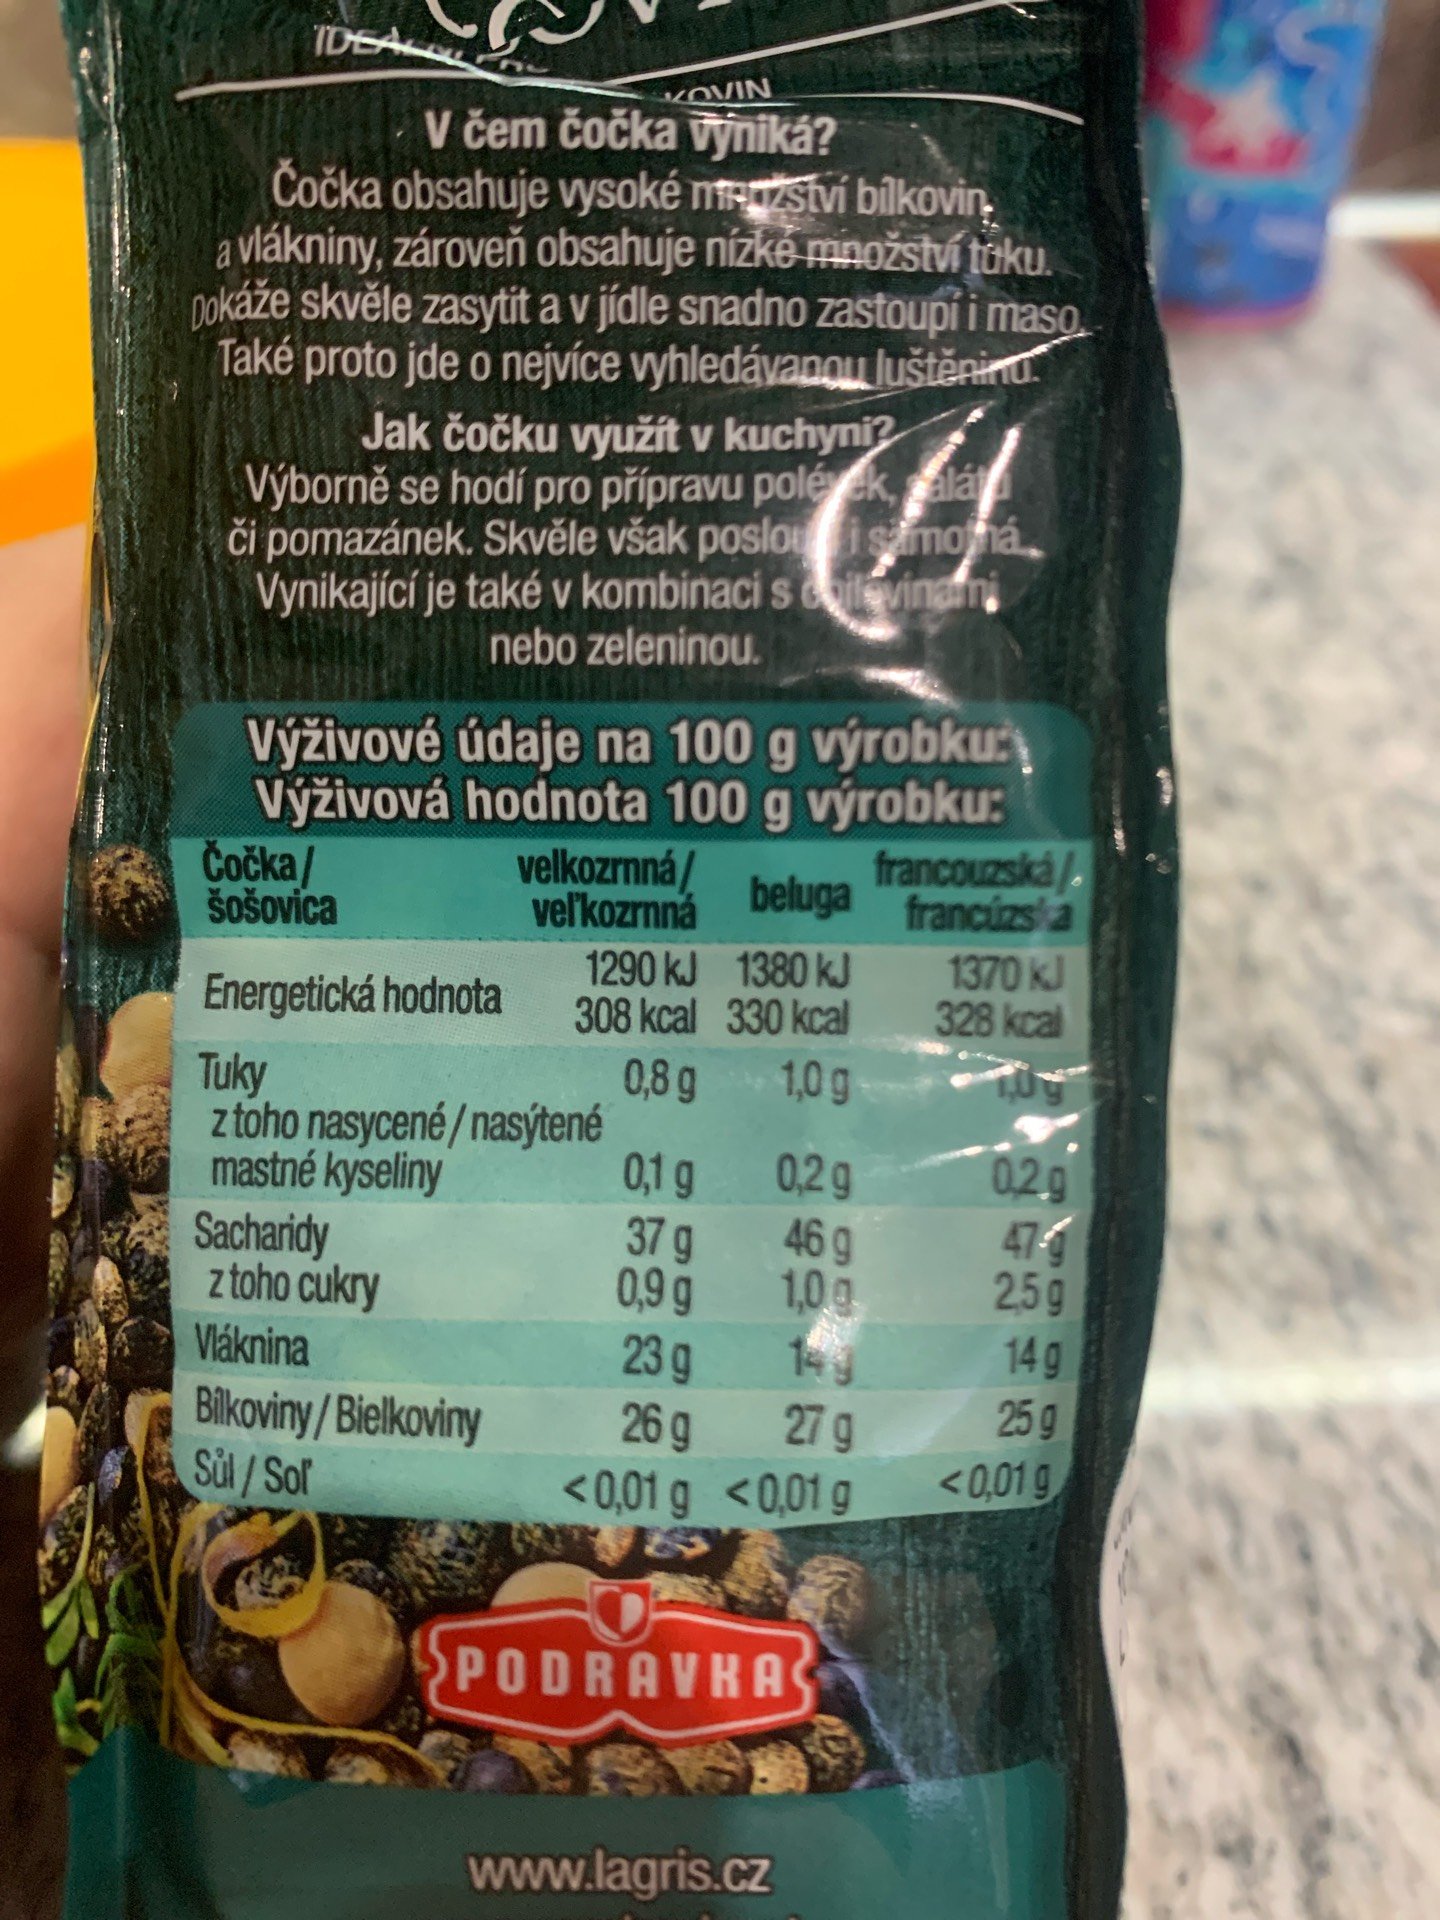 KOVIN
V čem čočka vyniká?
Čočka obsahuje vysoké množství bílkovin
a vlákniny, zároveň obsahuje nízké množství tuku.
Dokáže skvěle zasytit a v jídle snadno zastoupí i maso.
Také proto jde o nejvíce vyhledávanou luštěninu.
Jak čočku využít v kuchyni?
Výborně se hodí pro přípravu polévek, salátů
či pomazánek. Skvěle však poslouží i samotná.
Vynikající je také v kombinaci s obilovinami
nebo zeleninou.
Výživové údaje na 100 g výrobku:
Výživová hodnota 100 g výrobku:
Čočka / velkozrnná / beluga francouzská /
šošovica veľkozrnná francúzska
Energetická hodnota 1290 kJ 1380 kJ 1370 kJ
308 kcal 330 kcal 328 kcal
Tuky 0,8 g 1,0 g 1,0 g
z toho nasycené / nasýtené
mastné kyseliny 0,1 g 0,2 g 0,2 g
Sacharidy 37 g 46 g 47 g
z toho cukry 0,9 g 1,0 g 2,5 g
Vláknina 23 g 14 g 14 g
Bílkoviny / Bielkoviny 26 g 27 g 25 g
Sůl / Soľ <0,01 g <0,01 g <0,01 g
PODRAVKA
www.lagris.cz